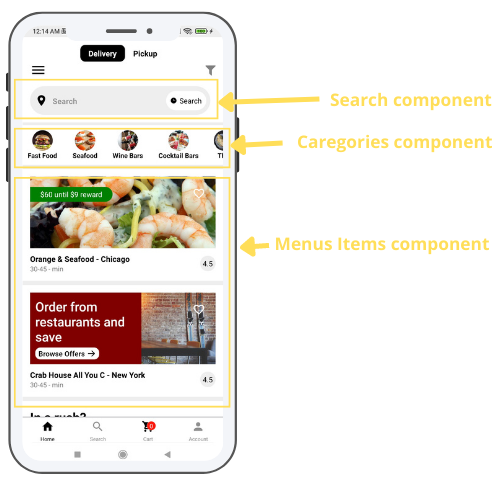 12:14 AM
Delivery Pickup
Search Search
Search component
Caregories component
Fast Food Seafood Wine Bars Cocktail Bars Tl
$60 until $9 reward
Menus Items component
Orange & Seafood - Chicago
30-45 - min
4.5
Order from
restaurants and
save
Browse Offers →
Crab House All You C - New York
30-45 - min
4.5
In a rush?
0
Home Search Cart Account